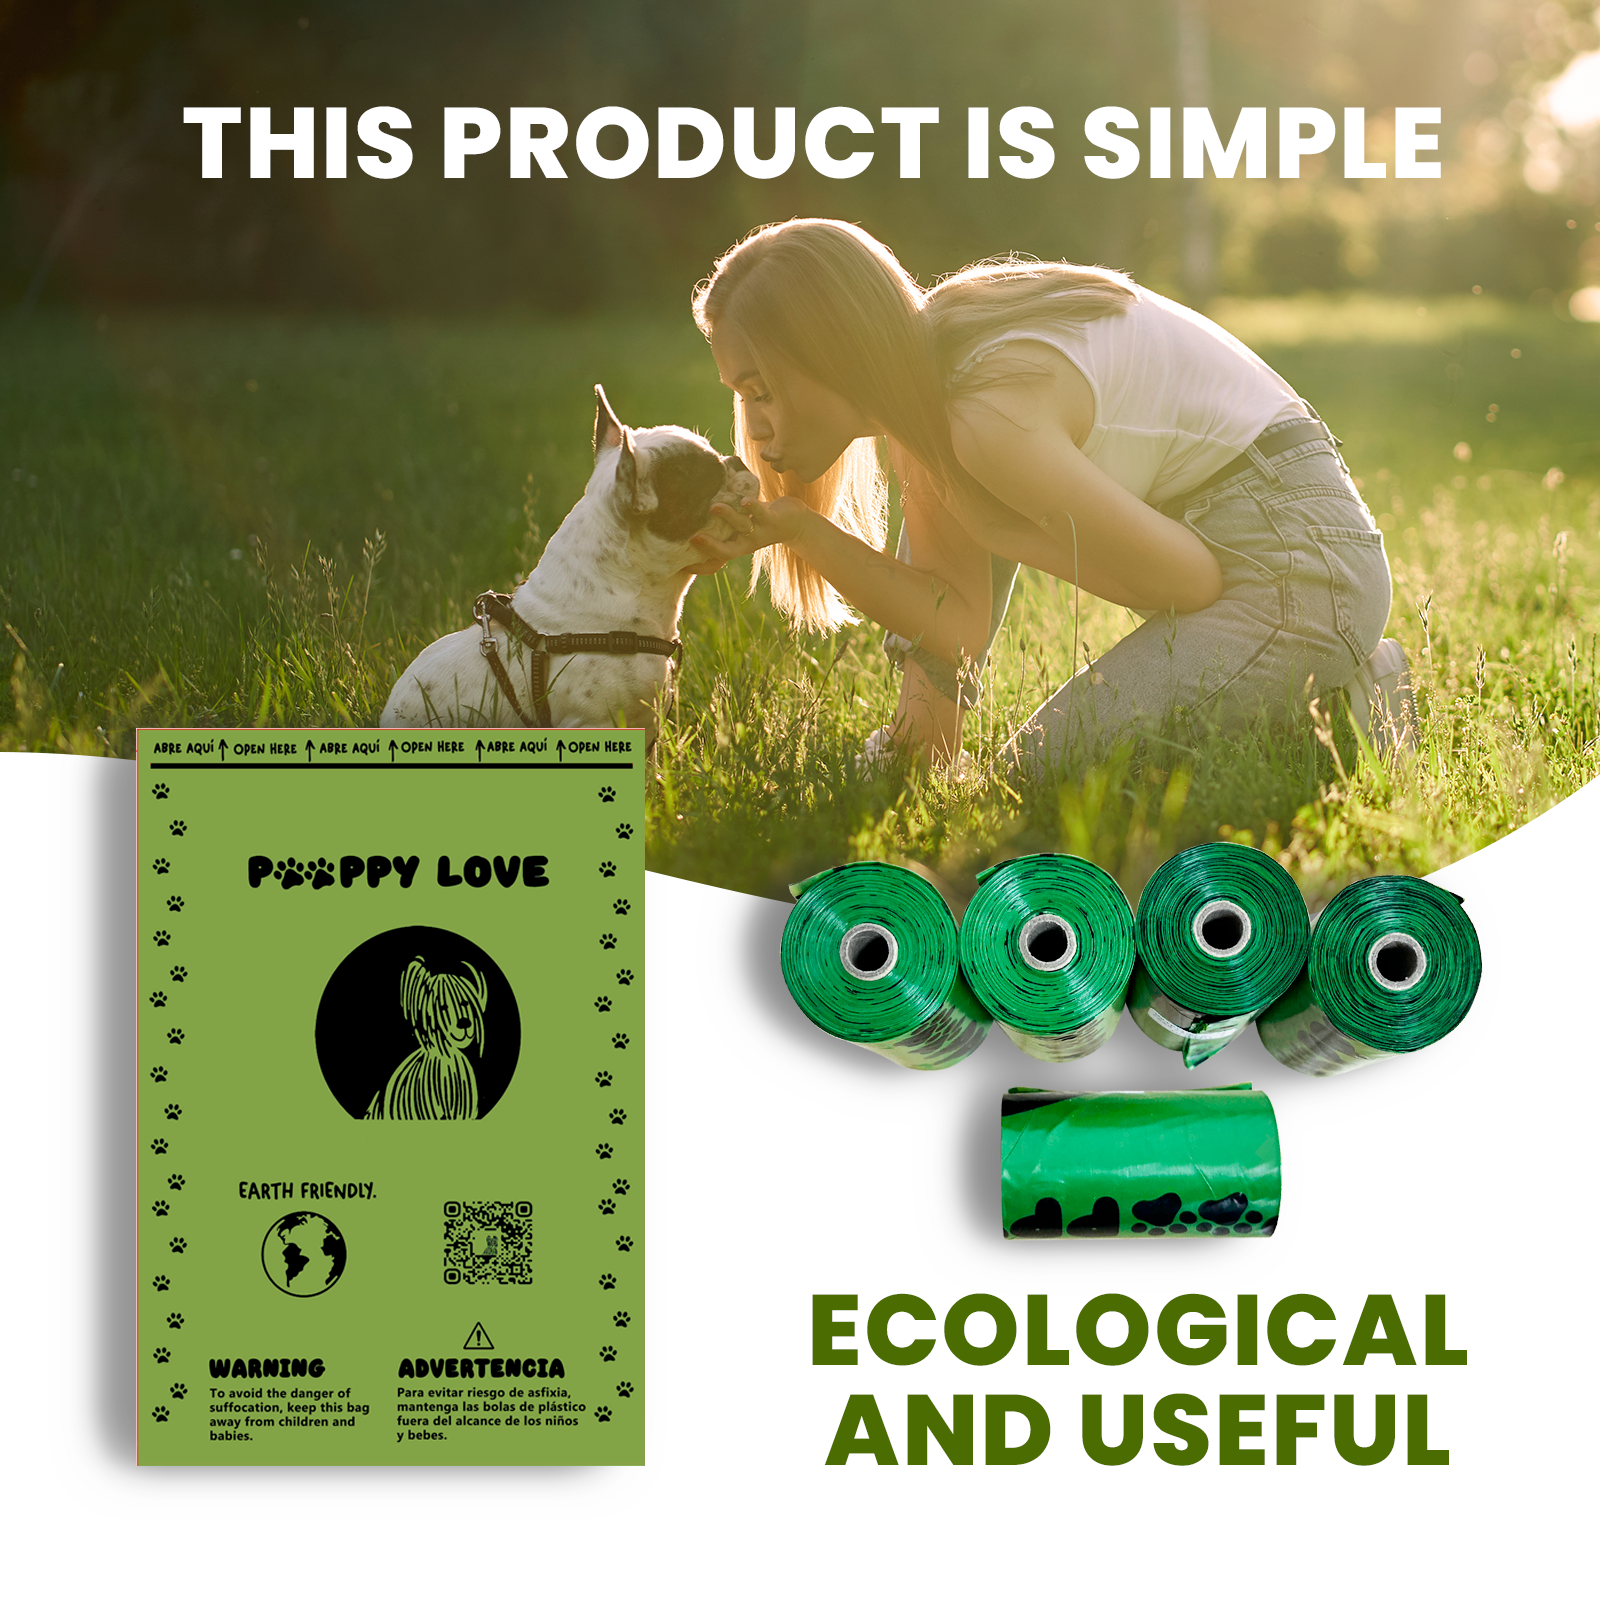 THIS PRODUCT IS SIMPLE
ABRE AQUÍ OPEN HERE ABRE AQUÍ OPEN HERE ABRE AQUÍ OPEN HERE
POOPPY LOVE
EARTH FRIENDLY.
WARNING
To avoid the danger of
suffocation, keep this bag
away from children and
babies.
ADVERTENCIA
Para evitar riesgo de asfixia,
mantenga las bolas de plástico
fuera del alcance de los niños
y bebes.
ECOLOGICAL
AND USEFUL